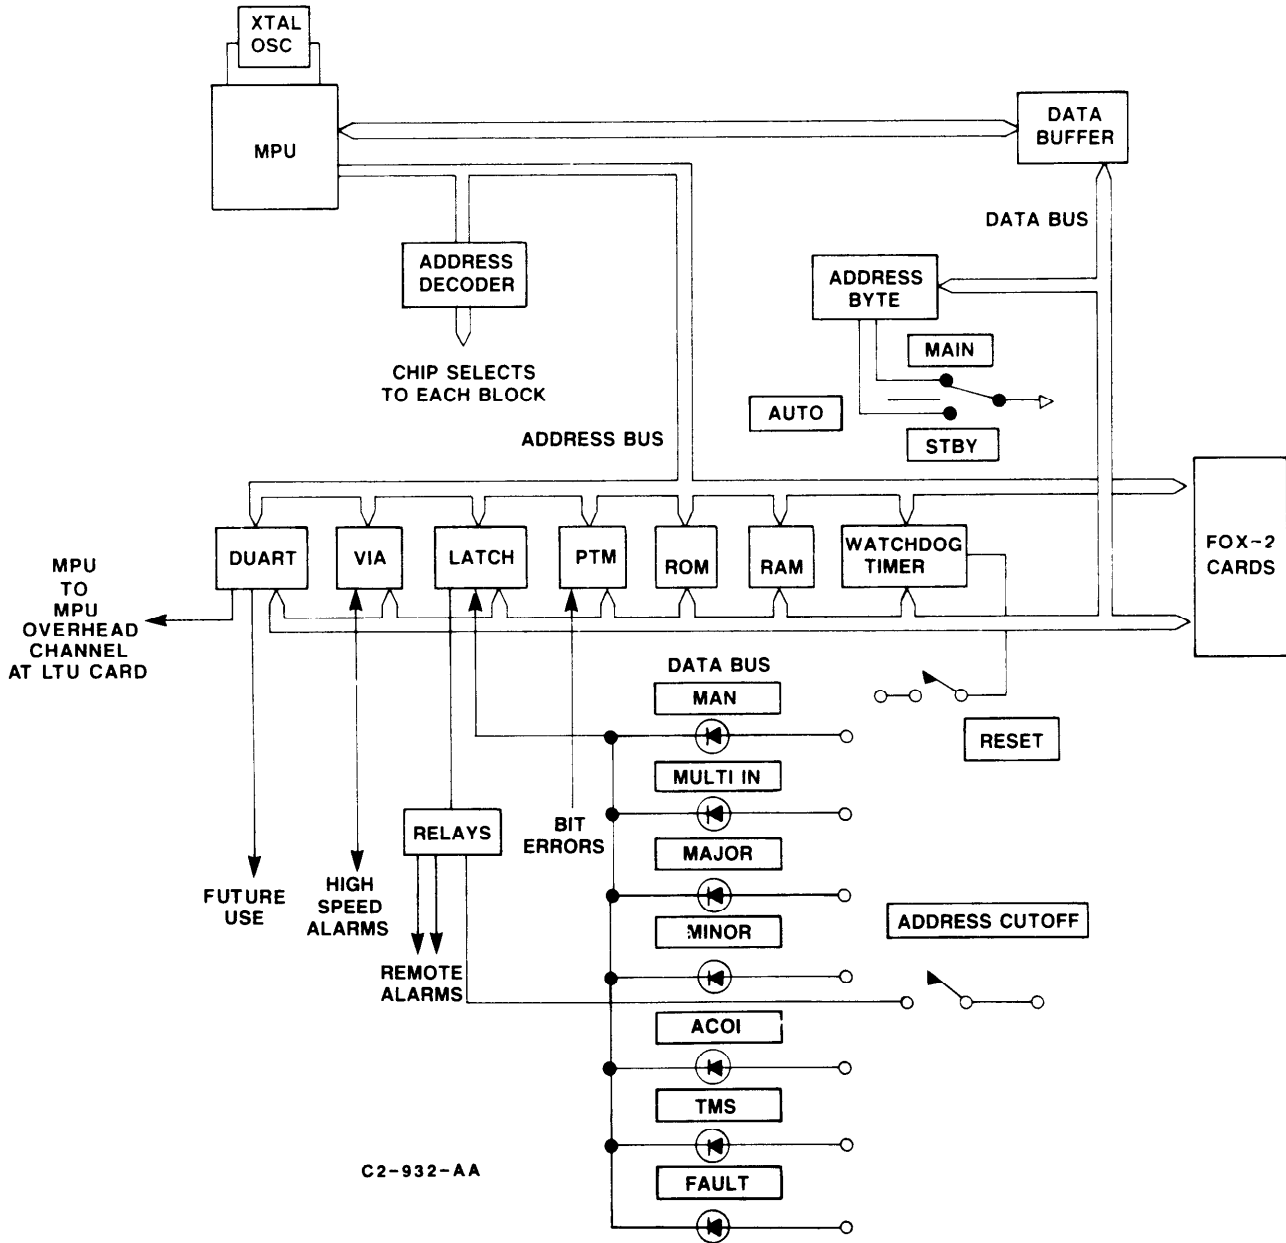 XTAL
OSC
MPU
DATA
BUFFER
DATA BUS
ADDRESS
DECODER
ADDRESS
BYTE
MAIN
CHIP SELECTS
TO EACH BLOCK
AUTO
STBY
ADDRESS BUS
DUART
VIA
LATCH
PTM
ROM
RAM
WATCHDOG
TIMER
FOX-2
CARDS
MPU
TO
MPU
OVERHEAD
CHANNEL
AT LTU CARD
DATA BUS
MAN
RESET
MULTI IN
RELAYS
BIT
ERRORS
MAJOR
FUTURE
USE
HIGH
SPEED
ALARMS
MINOR
ADDRESS CUTOFF
REMOTE
ALARMS
ACOI
TMS
C2-932-AA
FAULT